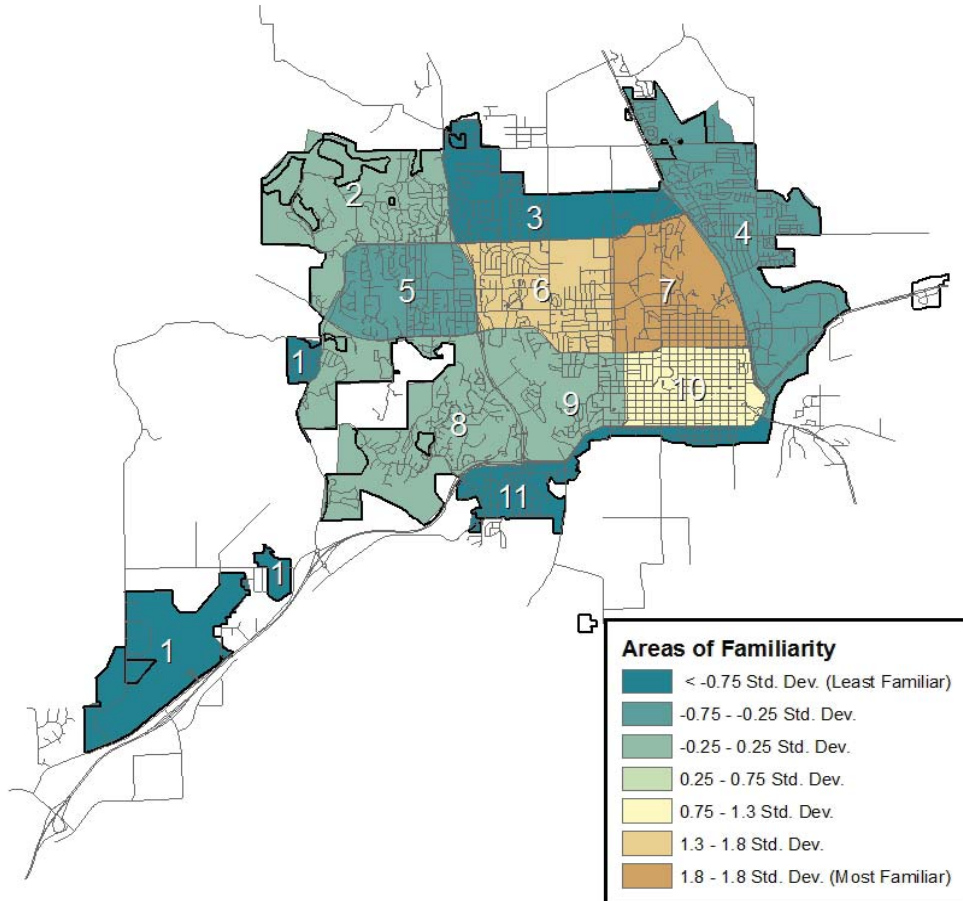 2
3
4
5
6
7
1
10
9
8
11
1
1
Areas of Familiarity
< -0.75 Std. Dev. (Least Familiar)
-0.75 - -0.25 Std. Dev.
-0.25 - 0.25 Std. Dev.
0.25 - 0.75 Std. Dev.
0.75 - 1.3 Std. Dev.
1.3 - 1.8 Std. Dev.
1.8 - 1.8 Std. Dev. (Most Familiar)